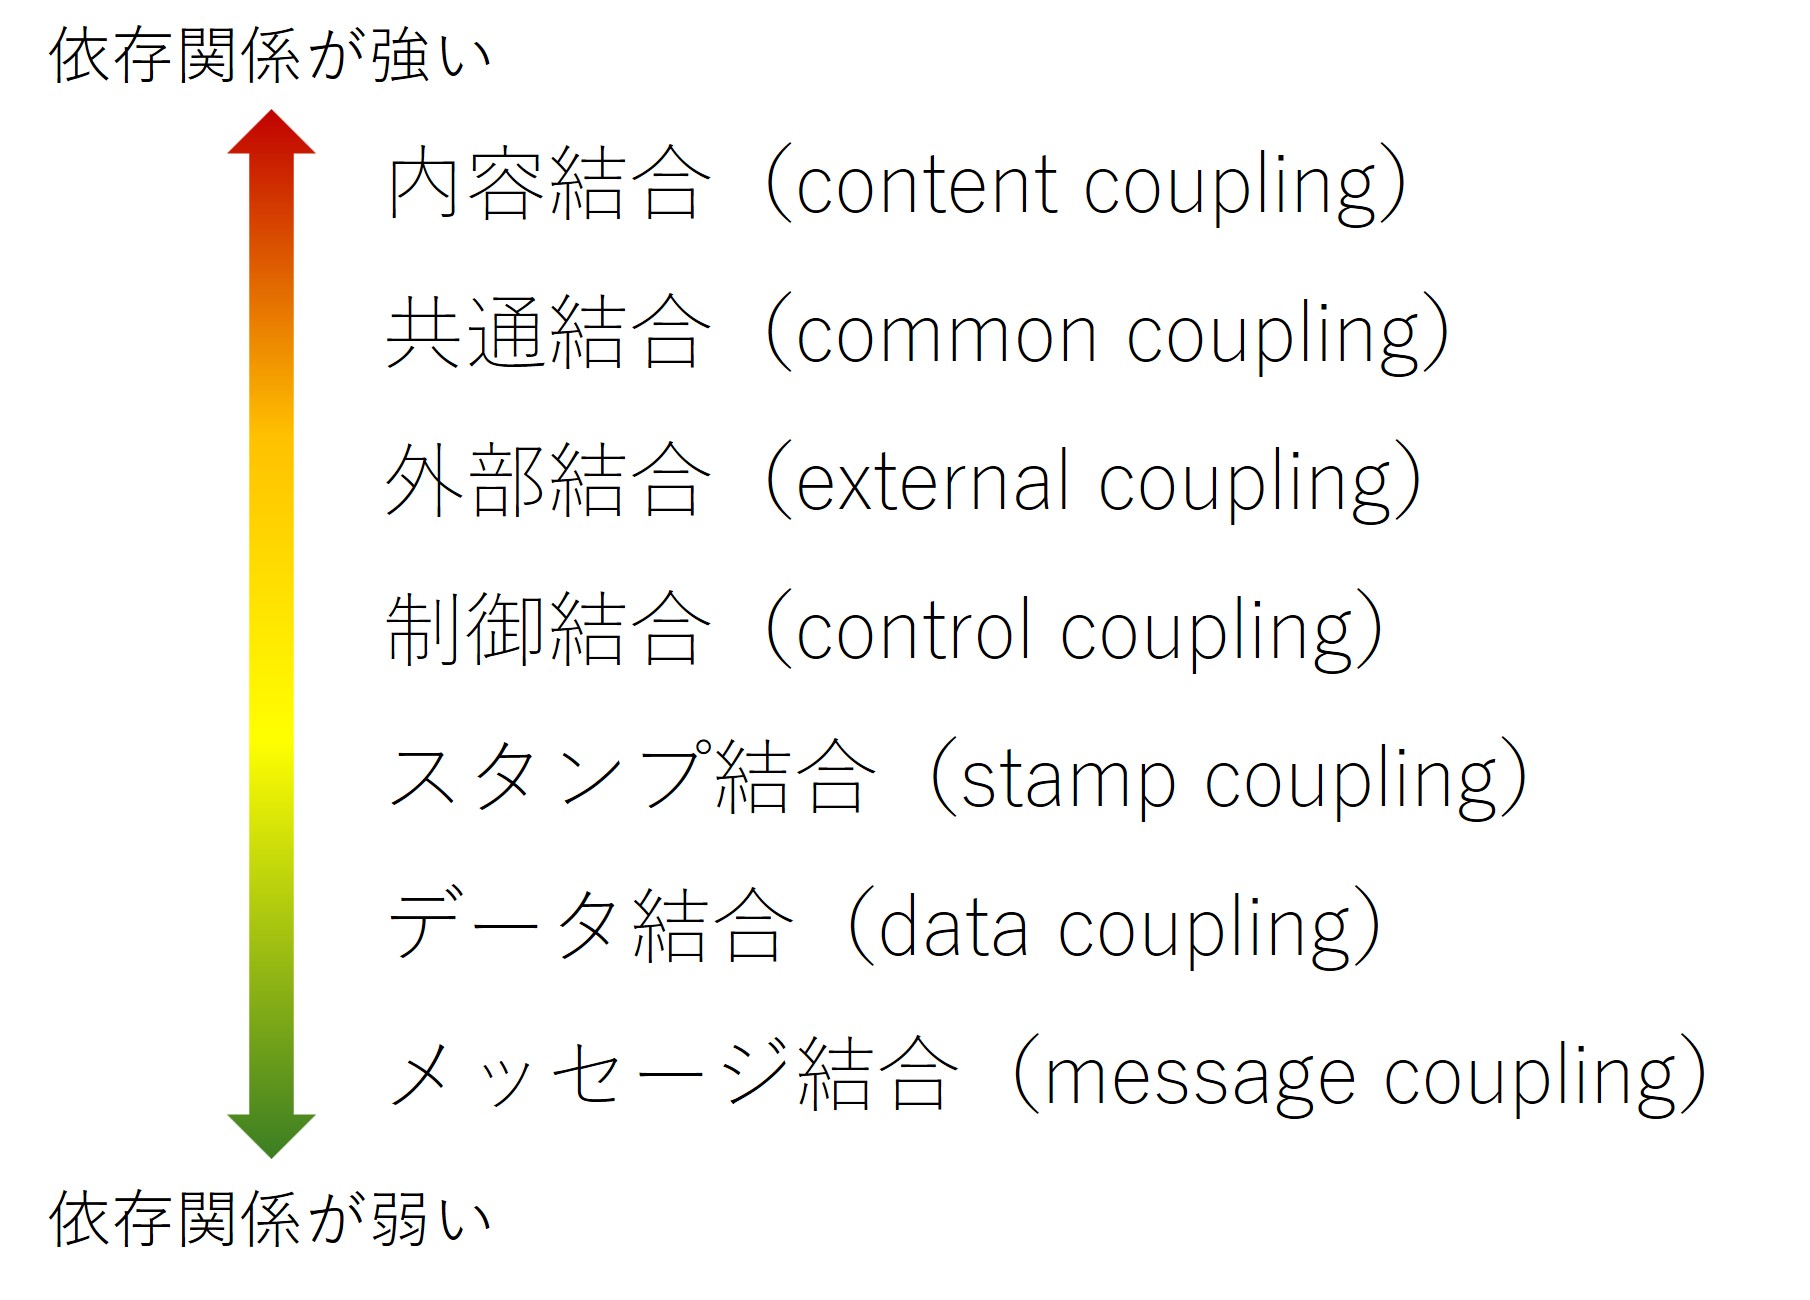 依存関係が強い
内容結合（content coupling）
共通結合（common coupling）
外部結合（external coupling）
制御結合（control coupling）
スタンプ結合（stamp coupling）
データ結合（data coupling）
メッセージ結合（message coupling）
依存関係が弱い